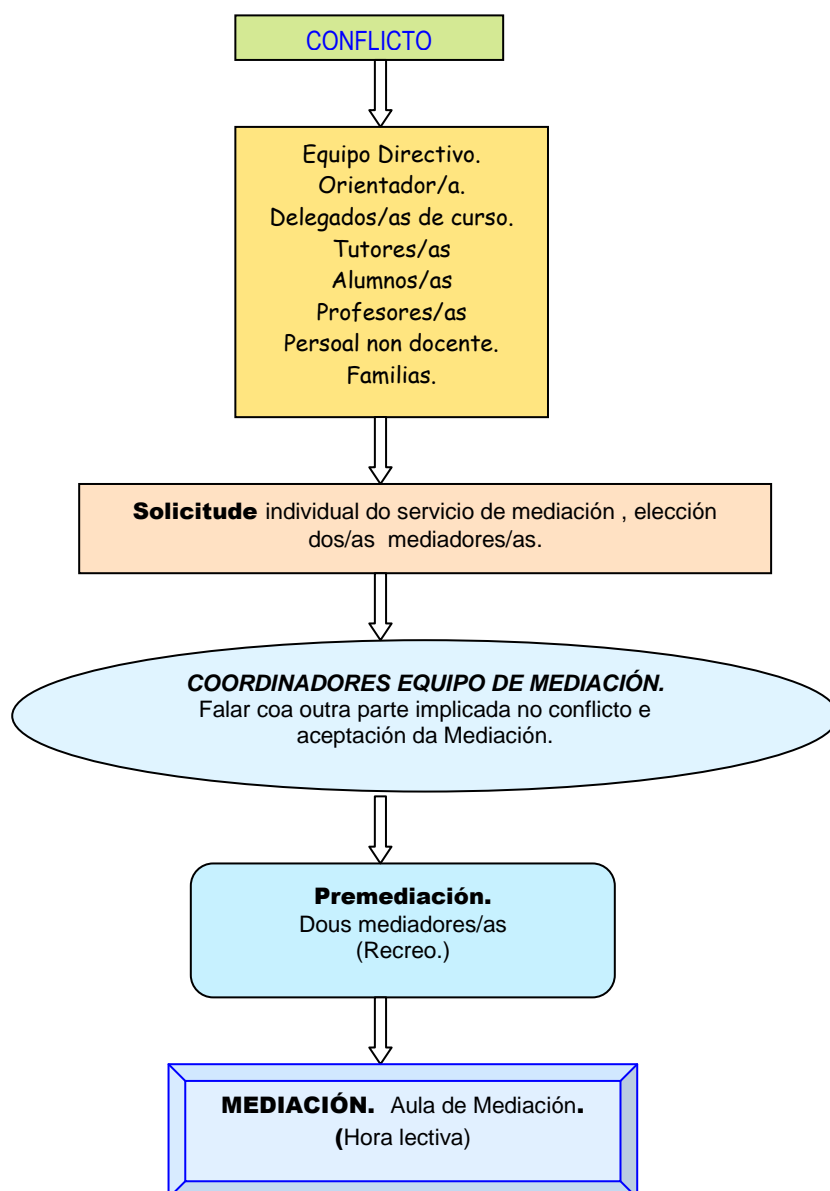 CONFLICTO
Equipo Directivo.
Orientador/a.
Delegados/as de curso.
Tutores/as
Alumnos/as
Profesores/as
Persoal non docente.
Familias.
Solicitude individual do servicio de mediación , elección
dos/as mediadores/as.
COORDINADORES EQUIPO DE MEDIACIÓN.
Falar coa outra parte implicada no conflicto e
aceptación da Mediación.
Premediación.
Dous mediadores/as
(Recreo.)
MEDIACIÓN. Aula de Mediación.
(Hora lectiva)